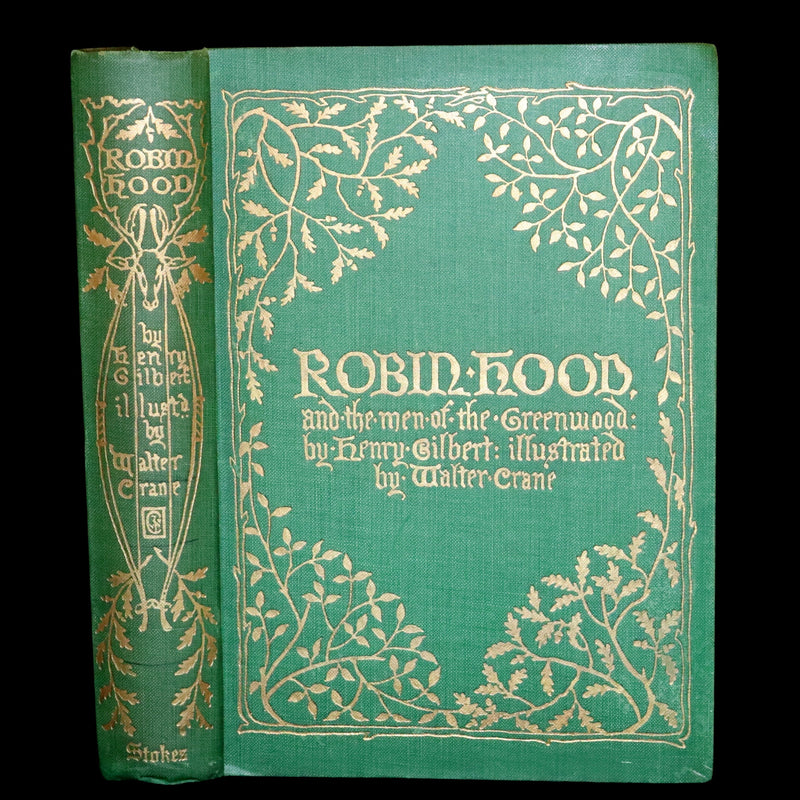 ROBIN
HOOD
by
Henry
Gilbert
illustd.
by
Walter
Crane
Stokes
ROBIN·HOOD,
and·the·men·of·the·Greenwood:
by·Henry·Gilbert: illustrated
by·Walter·Crane